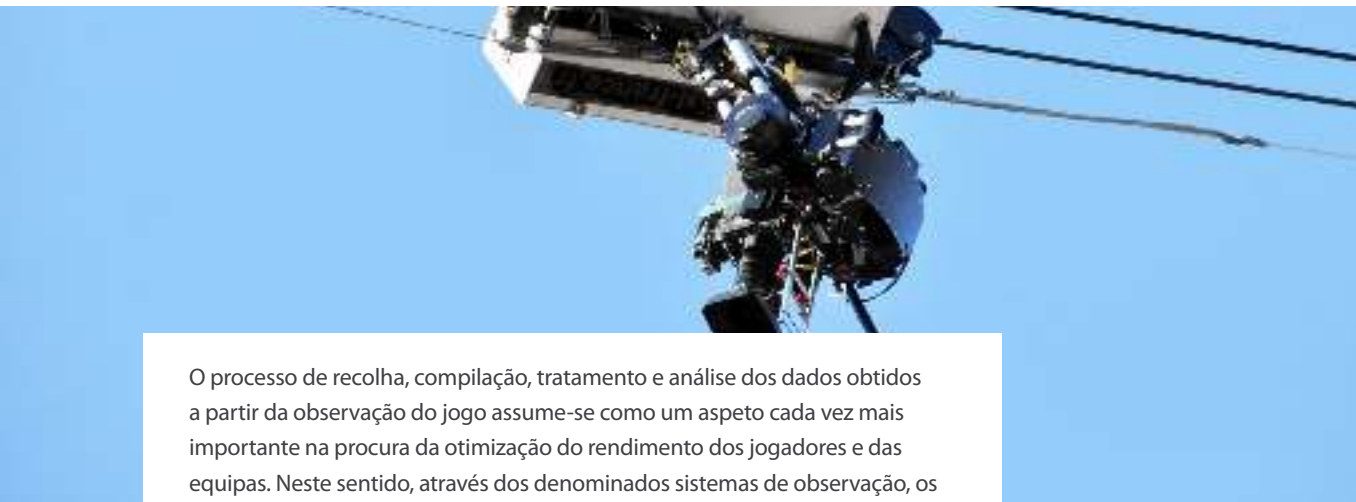 O processo de recolha, compilação, tratamento e análise dos dados obtidos
a partir da observação do jogo assume-se como um aspeto cada vez mais
importante na procura da otimização do rendimento dos jogadores e das
equipas. Neste sentido, através dos denominados sistemas de observação, os